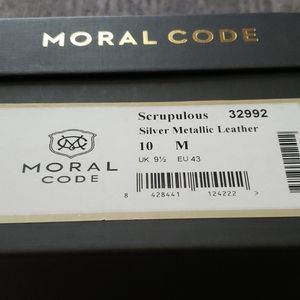 MORAL CODE
Scrupulous 32992
Silver Metallic Leather
10 M
UK 9½ EU 43
MORAL
CODE
8 428441 124222 >